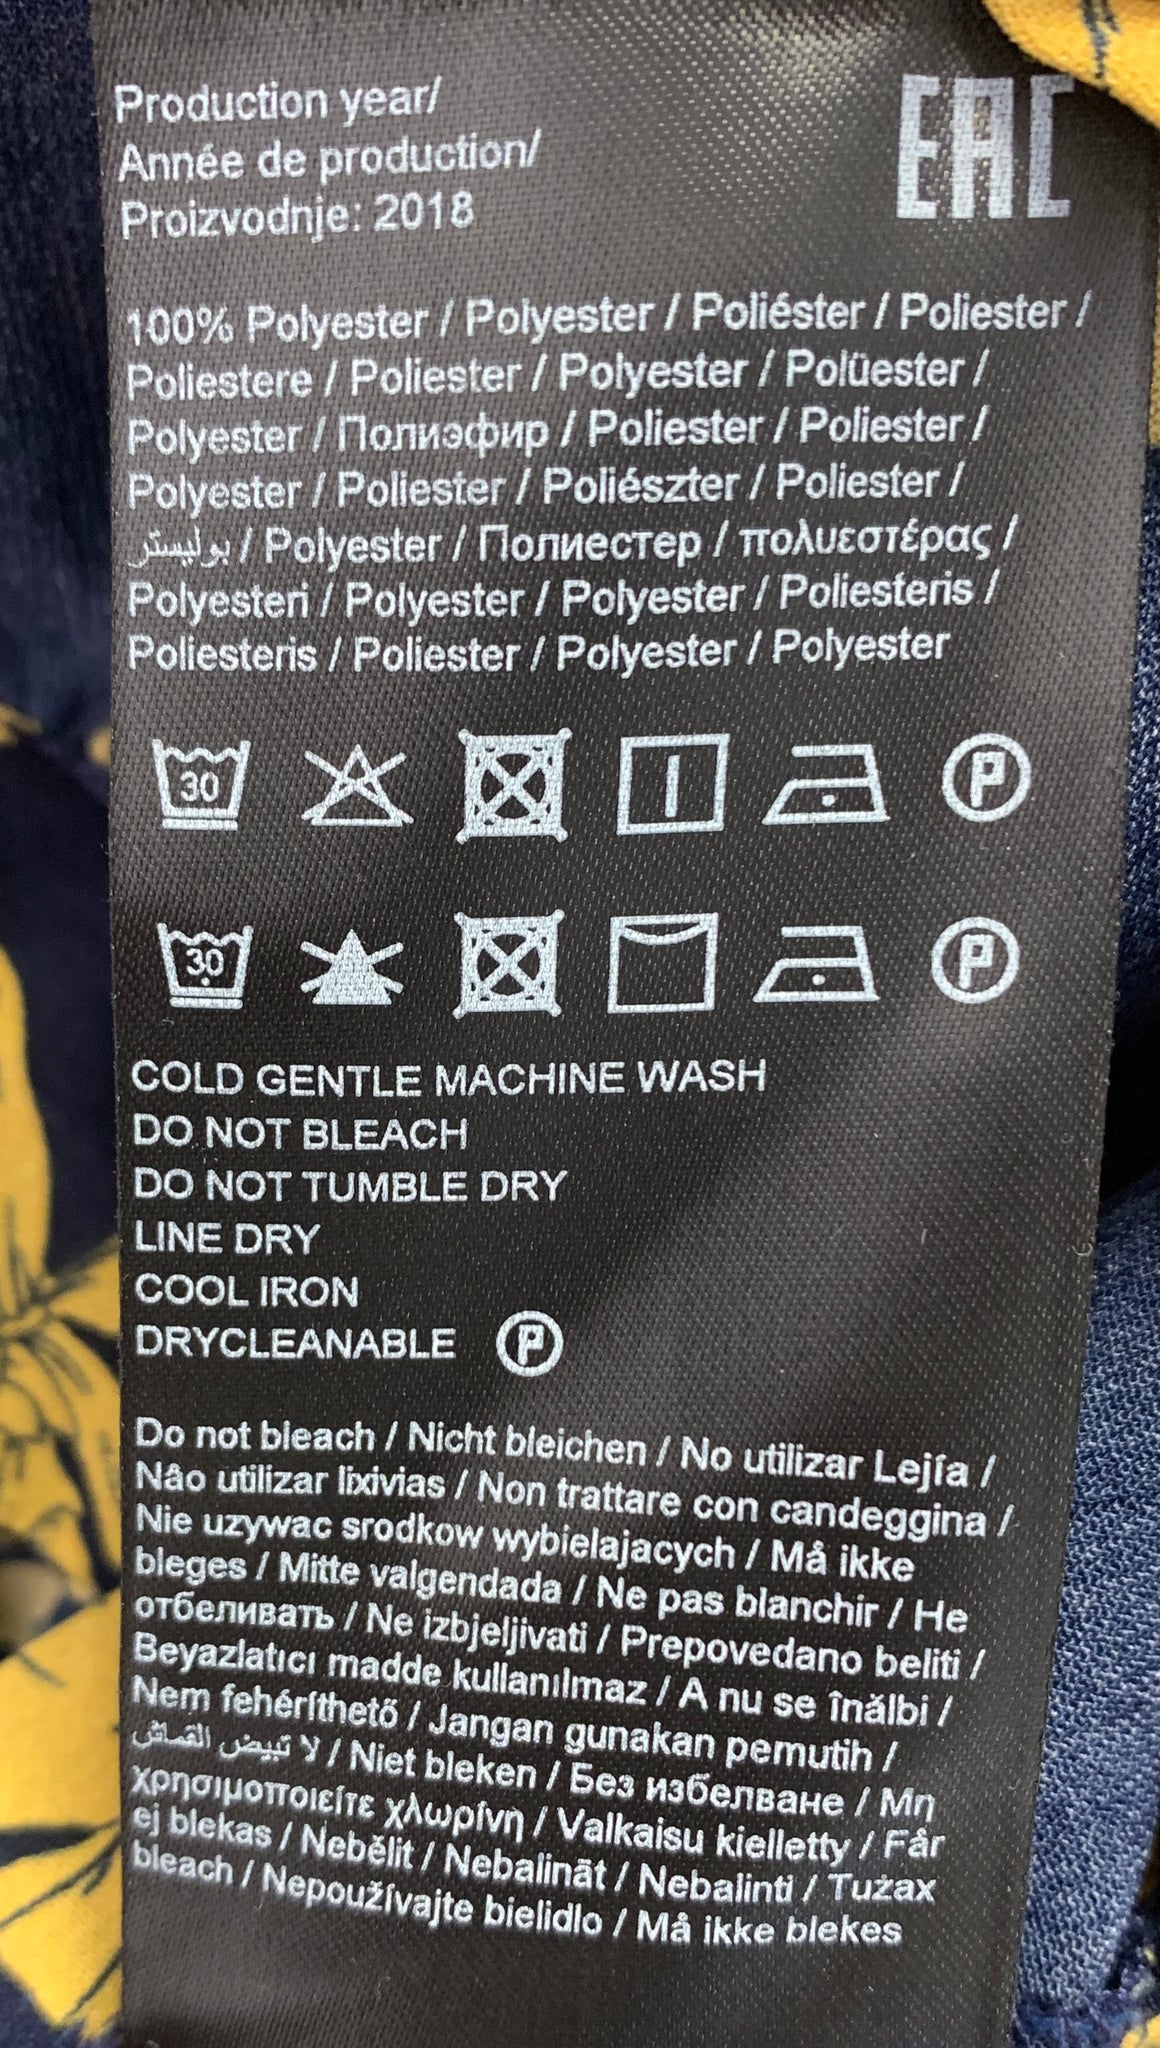 Production year/
Année de production/
Proizvodnje: 2018
EAC
100% Polyester / Polyester / Poliéster / Poliester /
Poliestere / Poliester / Polyester / Polüester /
Polyester / Полиэфир / Poliester / Poliester /
Polyester / Poliester / Poliészter / Poliester /
بوليستر / Polyester / Полиестер / πολυεστέρας /
Polyesteri / Polyester / Polyester / Poliesferis /
Poliesteris / Poliester / Polyester / Polyester
30 P
30 P
COLD GENTLE MACHINE WASH
DO NOT BLEACH
DO NOT TUMBLE DRY
LINE DRY
COOL IRON
DRYCLEANABLE P
Do not bleach / Nicht bleichen / No utilizar Lejía /
Nâo utilizar lixivias / Non trattare con candeggina /
Nie uzywac srodkow wybielajacych / Må ikke
bleges / Mitte valgendada / Ne pas blanchir / Не
отбеливать / Ne izbjeljivati / Prepovedano beliti /
Beyazlatıcı madde kullanılmaz / A nu se înălbi /
Nem fehéríthető / Jangan gunakan pemutih /
لا تبيض القماش / Niet bleken / Без избелване / Μη
χρησιμοποιείτε χλωρίνη / Valkaisu kielletty / Får
ej blekas / Nebělit / Nebalināt / Nebalinti / Tużax
bleach / Nepoužívajte bielidlo / Må ikke blekes